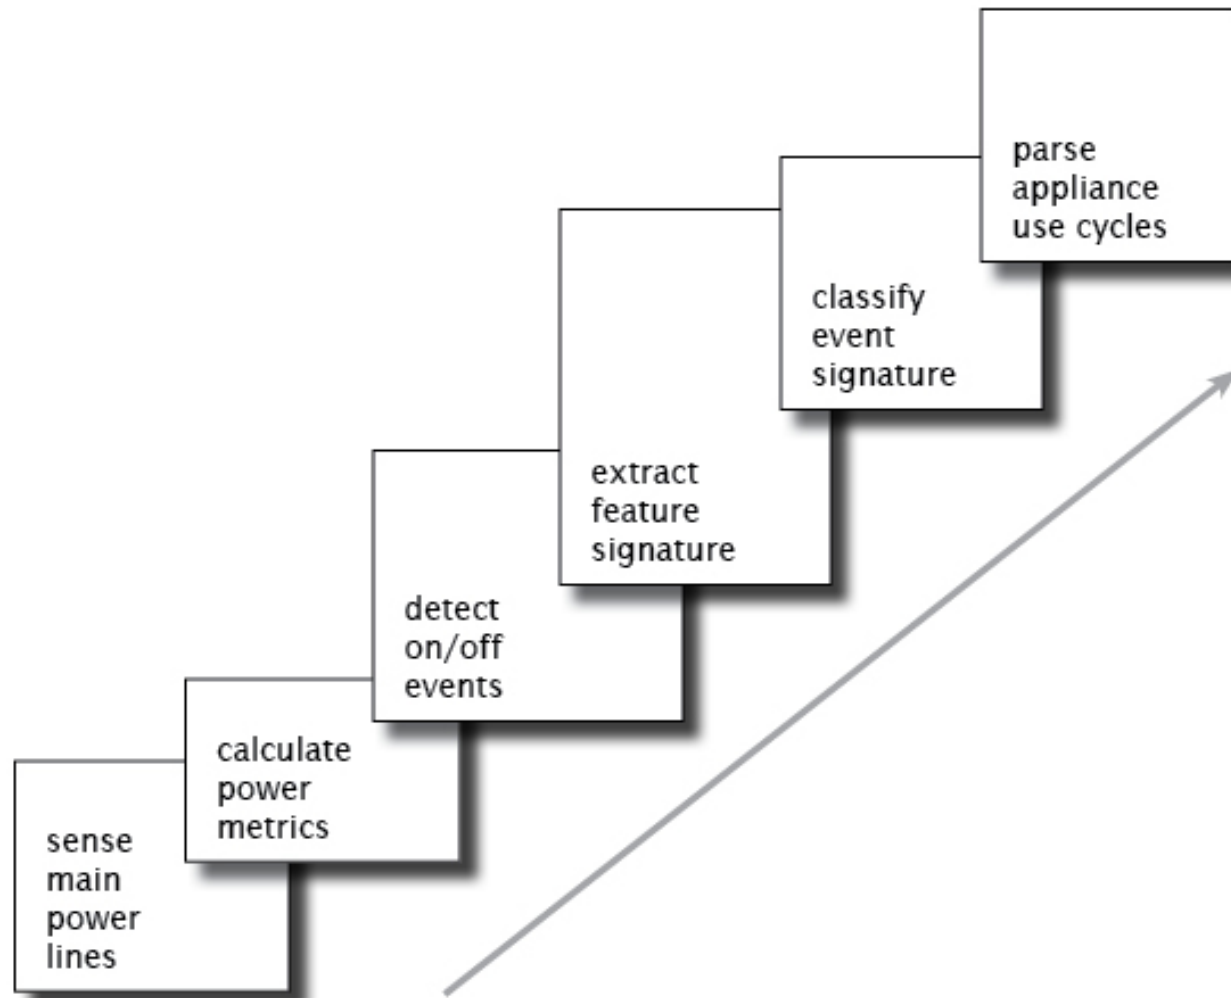 parse
appliance
use cycles
classify
event
signature
extract
feature
signature
detect
on/off
events
calculate
power
metrics
sense
main
power
lines